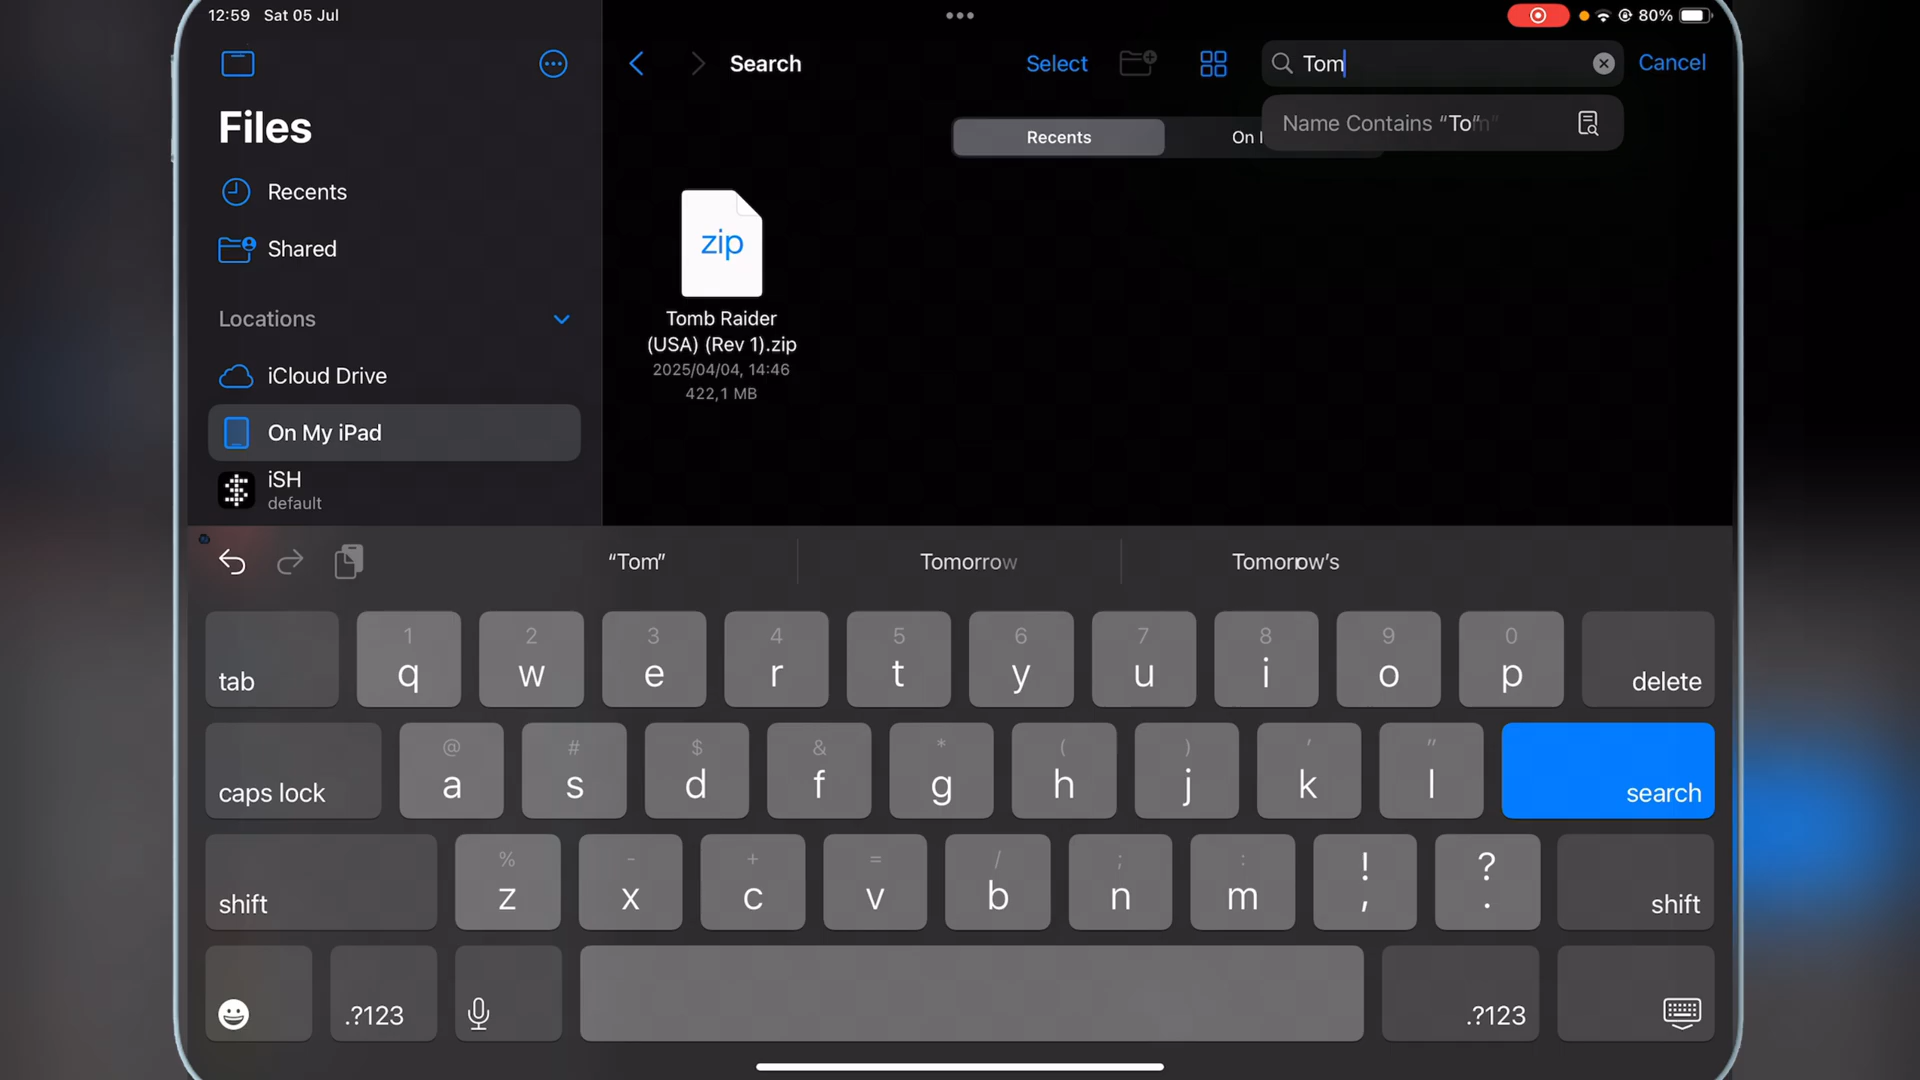 12:59 Sat 05 Jul
80%
Files
Recents
Shared
Locations
iCloud Drive
On My iPad
iSH
default
Search
Select
Tom
Cancel
Name Contains “Tom”
Recents
On
zip
Tomb Raider
(USA) (Rev 1).zip
2025/04/04, 14:46
422,1 MB
“Tom”
Tomorrow
Tomorrow’s
tab
1 2 3 4 5 6 7 8 9 0
q w e r t y u i o p
delete
@ # $ & * ( ) ' "
caps lock
a s d f g h j k l
search
% - + = / ; : ! ?
shift
z x c v b n m , .
shift
.?123
.?123